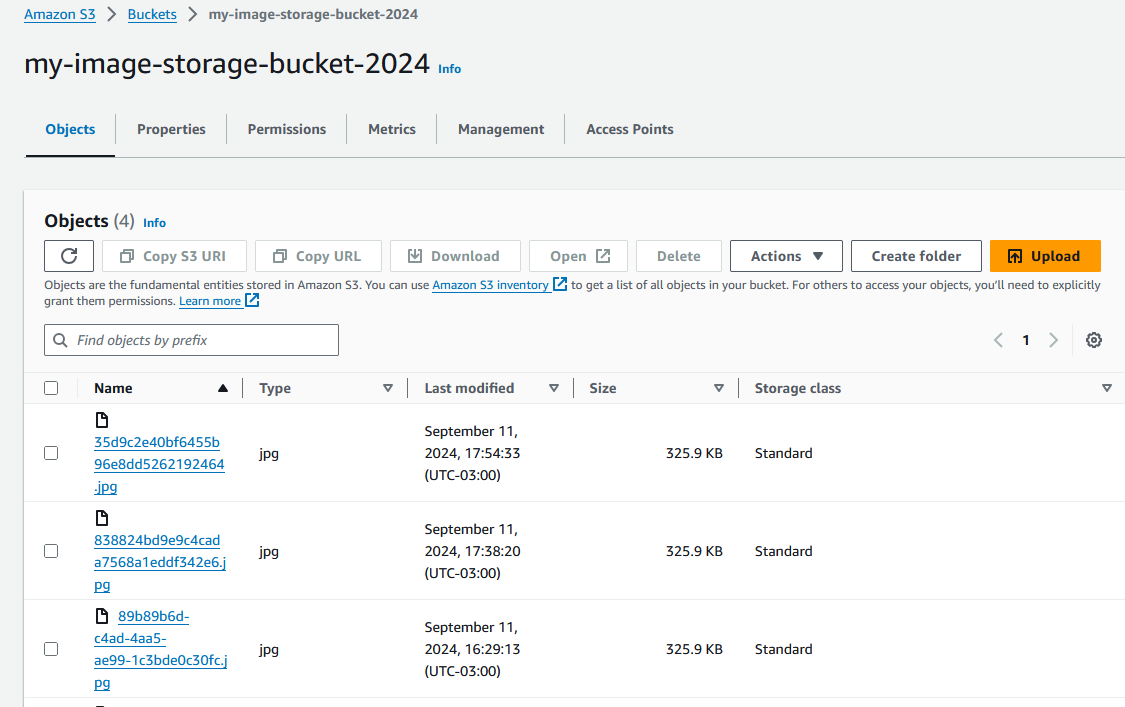 Amazon S3 > Buckets > my-image-storage-bucket-2024
my-image-storage-bucket-2024 Info
Objects Properties Permissions Metrics Management Access Points
Objects (4) Info
Copy S3 URI Copy URL Download Open Delete Actions Create folder Upload
Objects are the fundamental entities stored in Amazon S3. You can use Amazon S3 inventory to get a list of all objects in your bucket. For others to access your objects, you'll need to explicitly
grant them permissions. Learn more
Find objects by prefix 1
Name Type Last modified Size Storage class
35d9c2e40bf6455b
96e8dd5262192464
.jpg
jpg
September 11,
2024, 17:54:33
(UTC-03:00)
325.9 KB
Standard
838824bd9e9c4cad
a7568a1eddf342e6.j
pg
jpg
September 11,
2024, 17:38:20
(UTC-03:00)
325.9 KB
Standard
89b89b6d-
c4ad-4aa5-
ae99-1c3bde0c30fc.j
pg
jpg
September 11,
2024, 16:29:13
(UTC-03:00)
325.9 KB
Standard